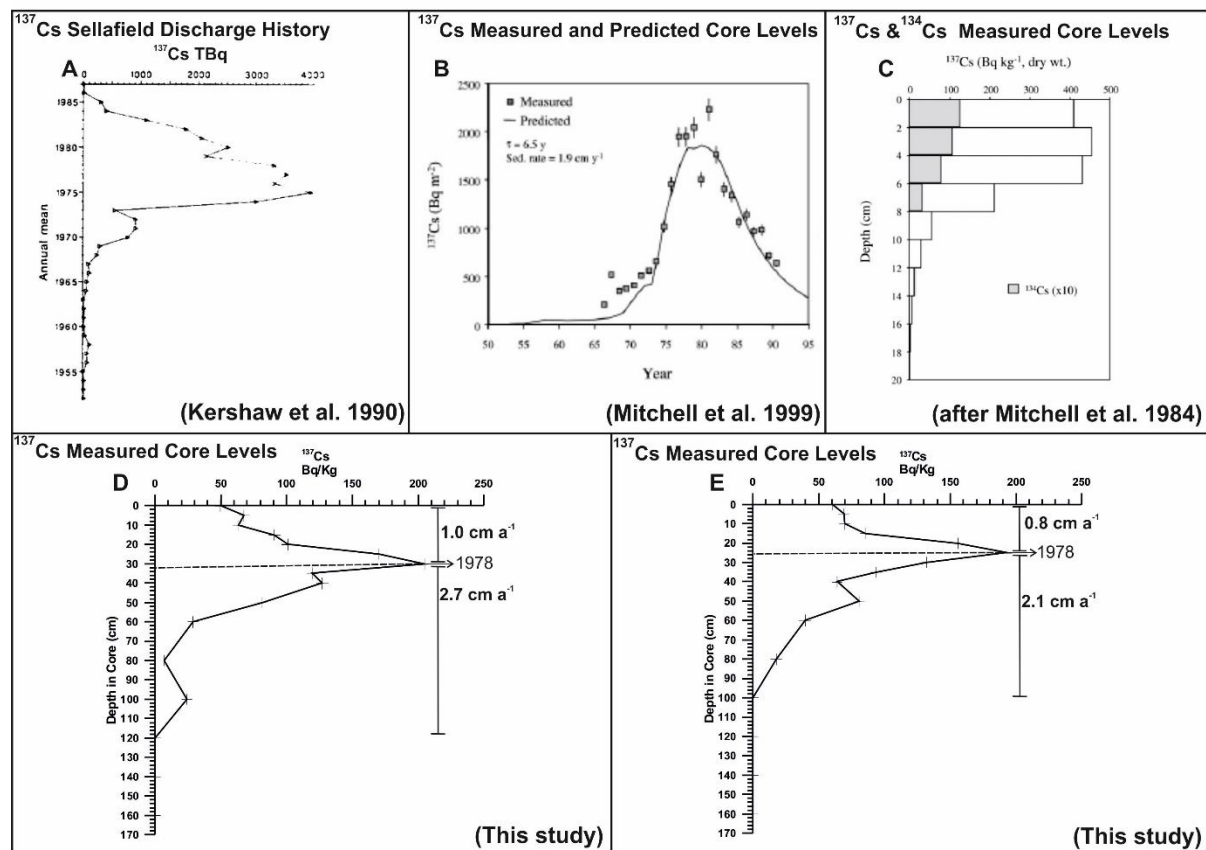 137Cs Sellafield Discharge History
A
137Cs TBq
0 1000 2000 3000 4000
1985
1980
1975
1970
1965
1960
1955
Annual mean
(Kershaw et al. 1990)
137Cs Measured and Predicted Core Levels
B
2500
2000
1500
1000
500
0
137Cs (Bq m-2)
Measured
Predicted
τ = 6.5 y
Sed. rate = 1.9 cm y-1
50 55 60 65 70 75 80 85 90 95
Year
(Mitchell et al. 1999)
137Cs & 134Cs Measured Core Levels
C
137Cs (Bq kg-1, dry wt.)
0 100 200 300 400 500
0
2
4
6
8
10
12
14
16
18
20
Depth (cm)
134Cs (x10)
(after Mitchell et al. 1984)
137Cs Measured Core Levels
D
137Cs
Bq/Kg
0 50 100 150 200 250
0
10
20
30
40
50
60
70
80
90
100
110
120
130
140
150
160
170
Depth in Core (cm)
1.0 cm a-1
1978
2.7 cm a-1
(This study)
137Cs Measured Core Levels
E
137Cs
Bq/Kg
0 50 100 150 200 250
0
10
20
30
40
50
60
70
80
90
100
110
120
130
140
150
160
170
Depth in Core (cm)
0.8 cm a-1
1978
2.1 cm a-1
(This study)